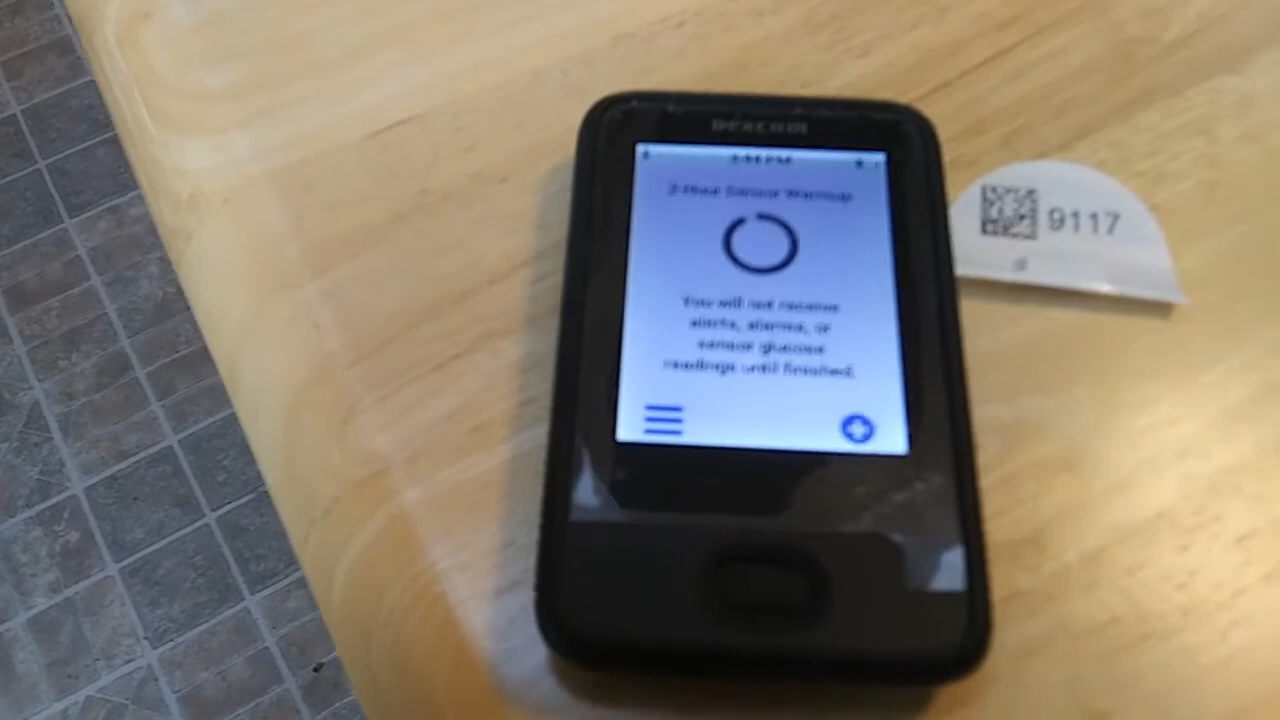 Dexcom
2-Hour Sensor Warmup
You will not receive
alerts, alarms, or
sensor glucose
readings until finished.
9117